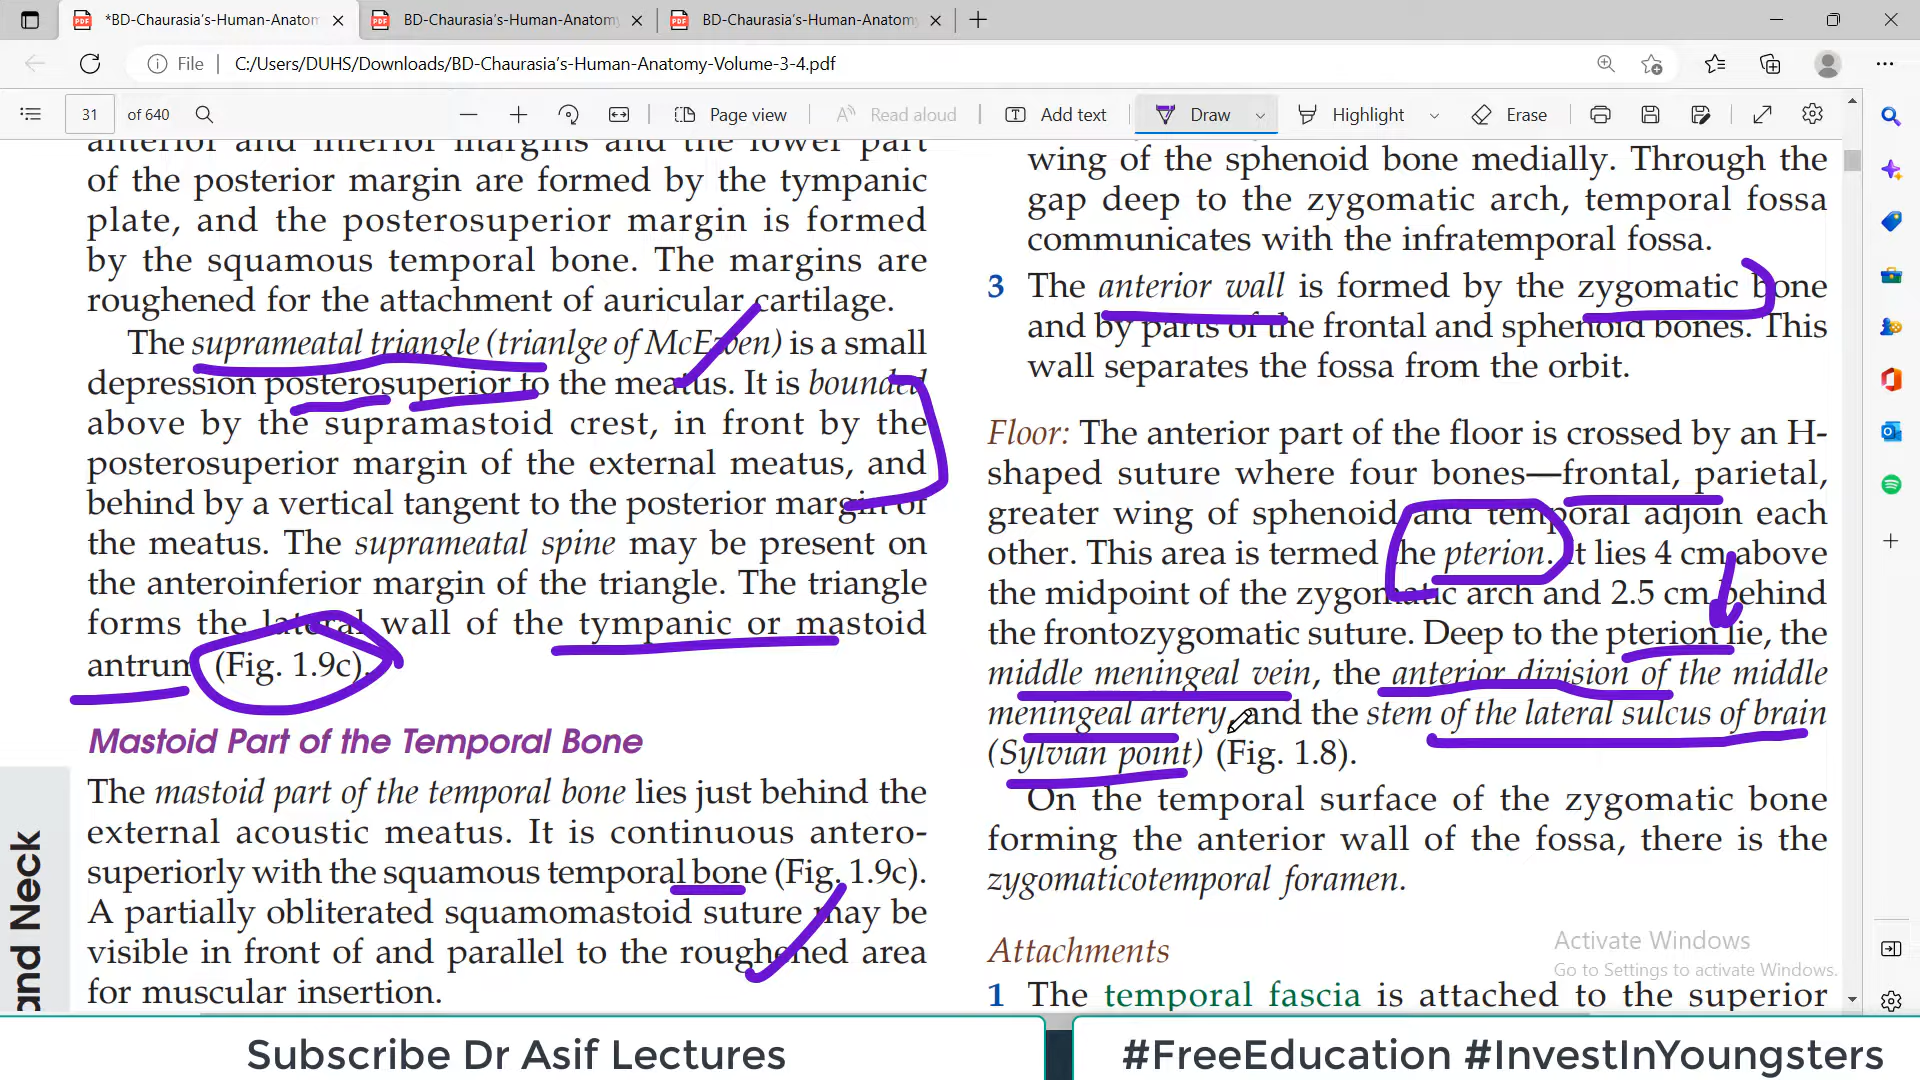 *BD-Chaurasia's-Human-Anatom
BD-Chaurasia's-Human-Anatomy
BD-Chaurasia's-Human-Anatomy
File
C:/Users/DUHS/Downloads/BD-Chaurasia's-Human-Anatomy-Volume-3-4.pdf
31 of 640
Page view
Read aloud
Add text
Draw
Highlight
Erase
anterior and inferior margins and the lower part
of the posterior margin are formed by the tympanic
plate, and the posterosuperior margin is formed
by the squamous temporal bone. The margins are
roughened for the attachment of auricular cartilage.
The suprameatal triangle (trianlge of McEwen) is a small
depression posterosuperior to the meatus. It is bounded
above by the supramastoid crest, in front by the
posterosuperior margin of the external meatus, and
behind by a vertical tangent to the posterior margin of
the meatus. The suprameatal spine may be present on
the anteroinferior margin of the triangle. The triangle
forms the lateral wall of the tympanic or mastoid
antrum (Fig. 1.9c).
Mastoid Part of the Temporal Bone
The mastoid part of the temporal bone lies just behind the
external acoustic meatus. It is continuous antero-
superiorly with the squamous temporal bone (Fig. 1.9c).
A partially obliterated squamomastoid suture may be
visible in front of and parallel to the roughened area
for muscular insertion.
and Neck
wing of the sphenoid bone medially. Through the
gap deep to the zygomatic arch, temporal fossa
communicates with the infratemporal fossa.
3 The anterior wall is formed by the zygomatic bone
and by parts of the frontal and sphenoid bones. This
wall separates the fossa from the orbit.
Floor: The anterior part of the floor is crossed by an H-
shaped suture where four bones—frontal, parietal,
greater wing of sphenoid and temporal adjoin each
other. This area is termed the pterion. It lies 4 cm above
the midpoint of the zygomatic arch and 2.5 cm behind
the frontozygomatic suture. Deep to the pterion lie, the
middle meningeal vein, the anterior division of the middle
meningeal artery, and the stem of the lateral sulcus of brain
(Sylvian point) (Fig. 1.8).
On the temporal surface of the zygomatic bone
forming the anterior wall of the fossa, there is the
zygomaticotemporal foramen.
Attachments
1 The temporal fascia is attached to the superior
Activate Windows
Go to Settings to activate Windows.
Subscribe Dr Asif Lectures
#FreeEducation #InvestInYoungsters